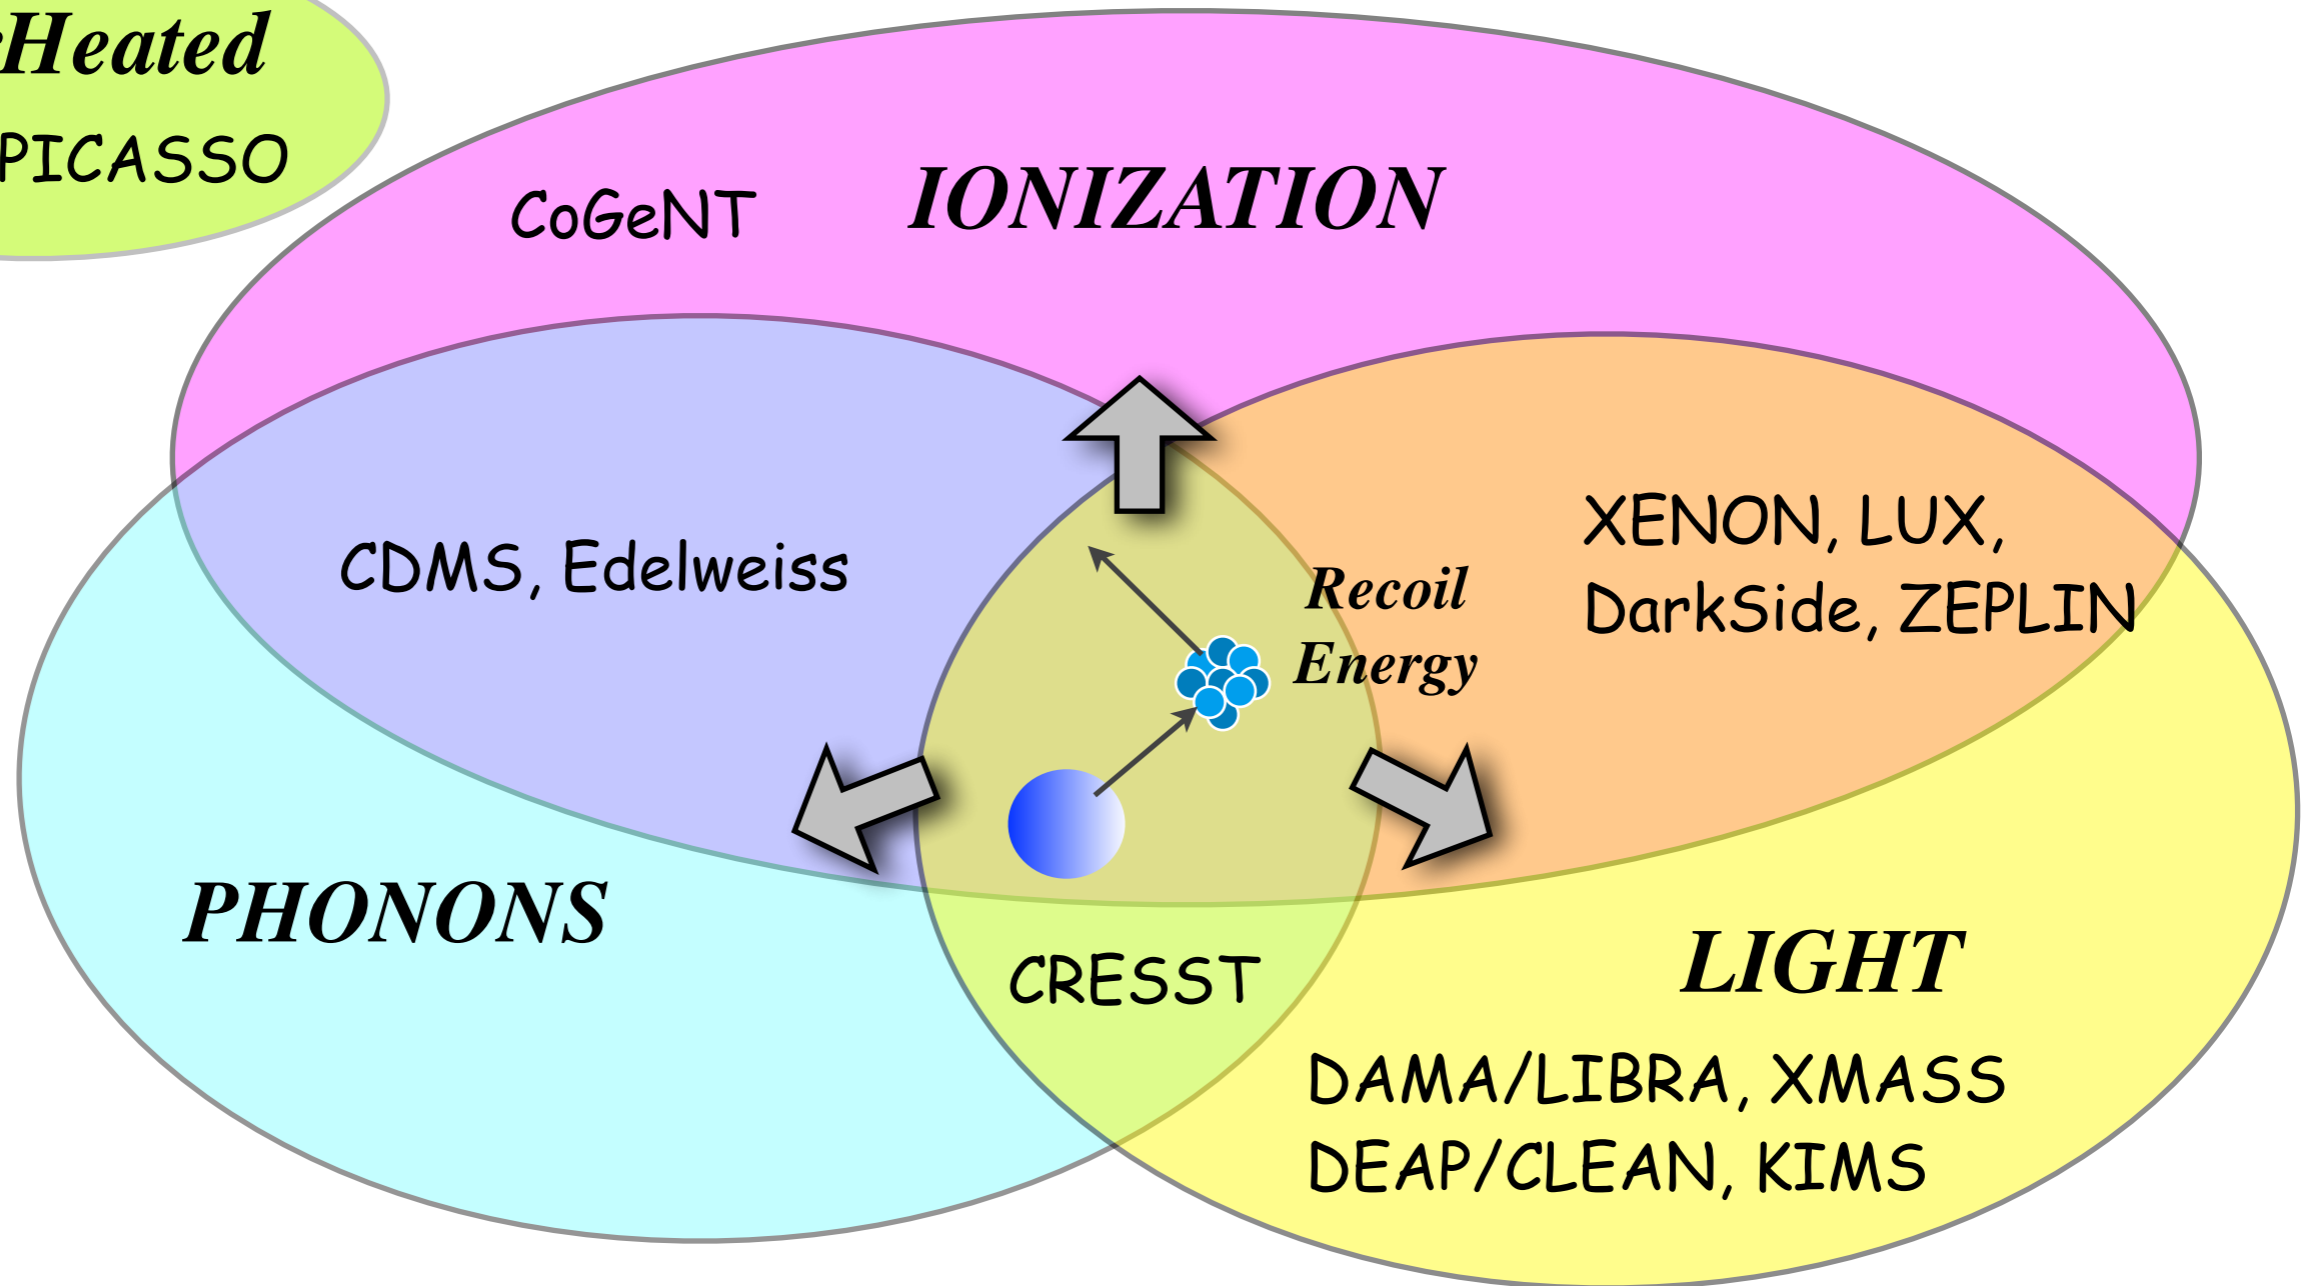 Heated
PICASSO
CoGeNT
IONIZATION
CDMS, Edelweiss
XENON, LUX,
DarkSide, ZEPLIN
Recoil
Energy
PHONONS
CRESST
LIGHT
DAMA/LIBRA, XMASS
DEAP/CLEAN, KIMS